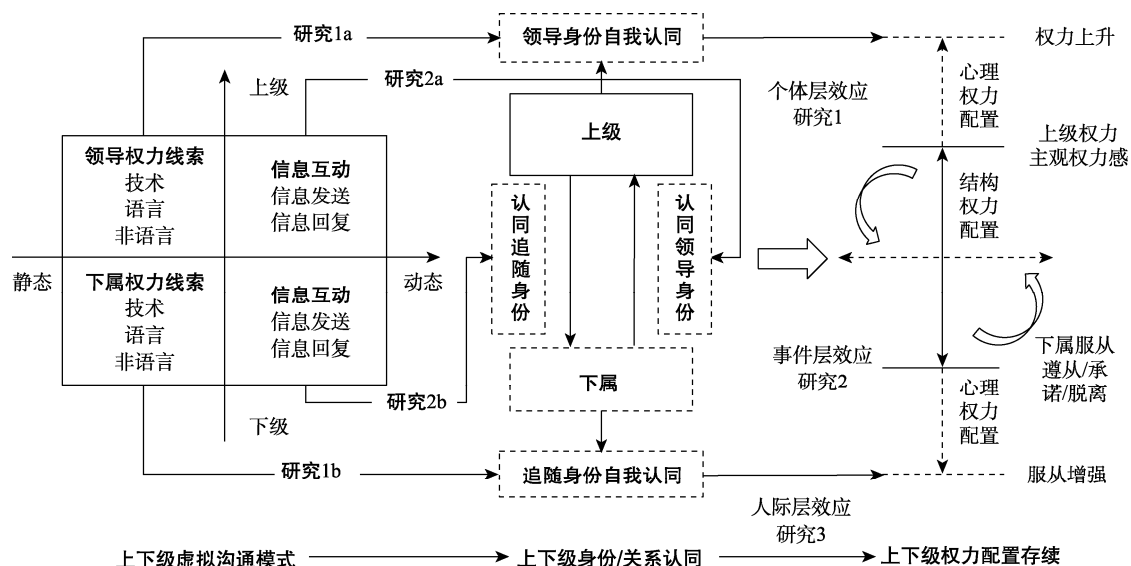 研究1a
领导身份自我认同
权力上升
上级
研究2a
个体层效应
研究1
心理
权力
配置
上级
上级权力
主观权力感
领导权力线索
技术
语言
非语言
信息互动
信息发送
信息回复
认同追随身份
认同领导身份
结构
权力
配置
静态
动态
下属权力线索
技术
语言
非语言
信息互动
信息发送
信息回复
事件层效应
研究2
下属服从
遵从/承
诺/脱离
下属
研究2b
下级
心理
权力
配置
研究1b
追随身份自我认同
服从增强
人际层效应
研究3
上下级虚拟沟通模式
上下级身份/关系认同
上下级权力配置存续